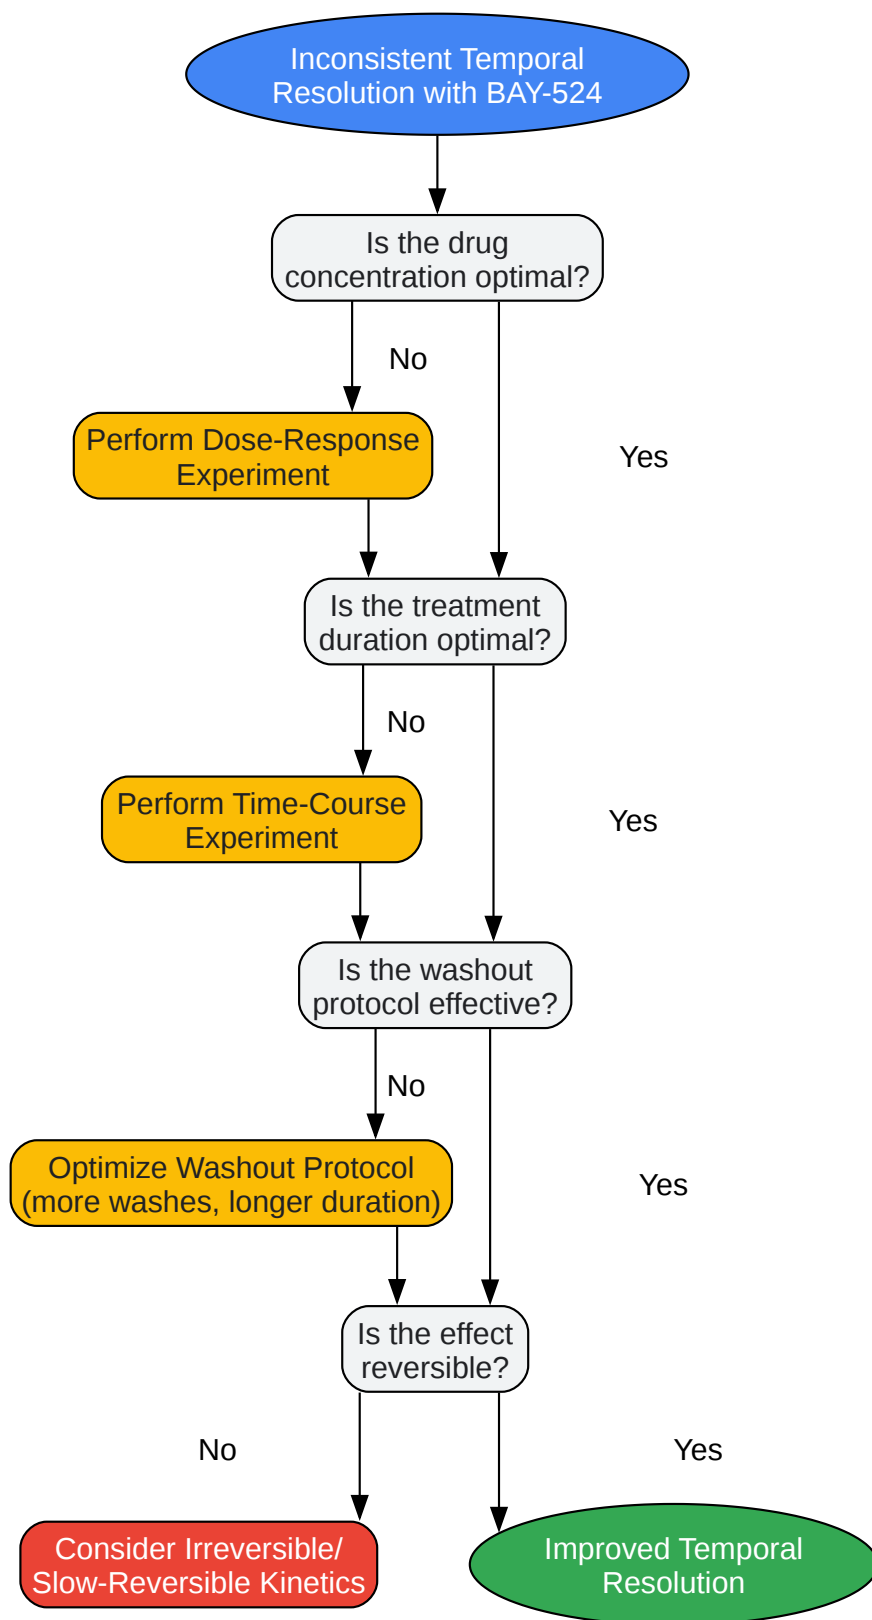 Inconsistent Temporal
Resolution with BAY-524
Is the drug
concentration optimal?
No
Perform Dose-Response
Experiment
Yes
Is the treatment
duration optimal?
No
Perform Time-Course
Experiment
Yes
Is the washout
protocol effective?
No
Optimize Washout Protocol
(more washes, longer duration)
Yes
Is the effect
reversible?
No
Yes
Consider Irreversible/
Slow-Reversible Kinetics
Improved Temporal
Resolution